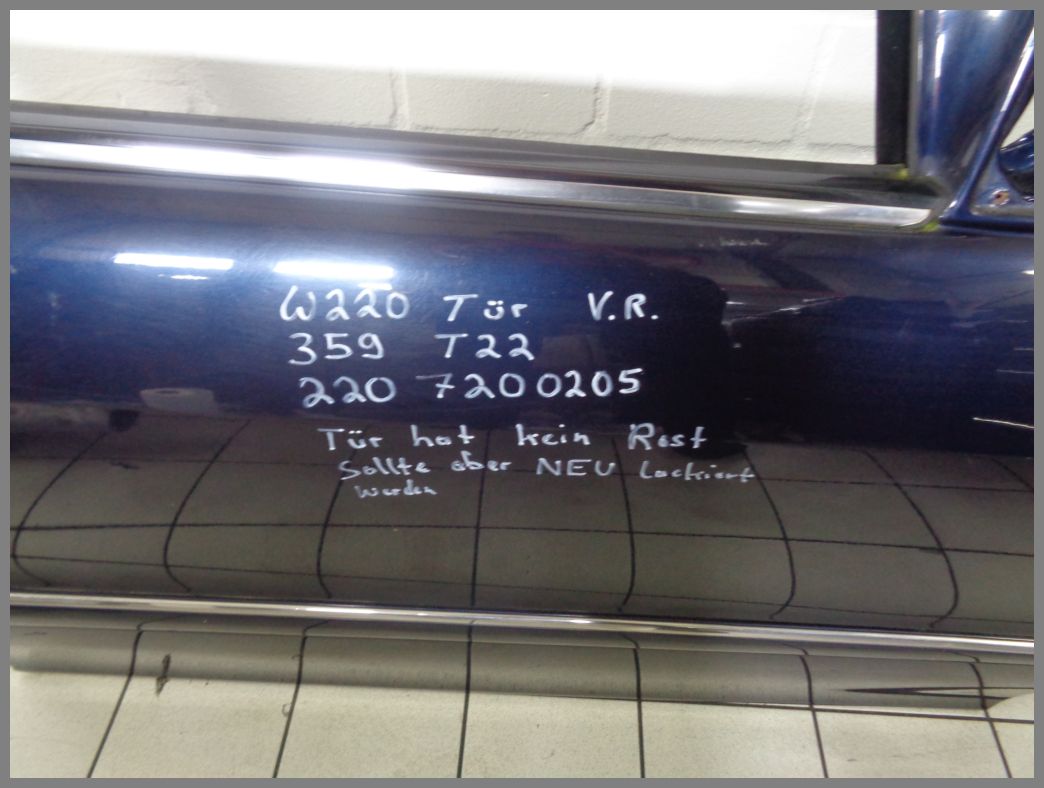 W220 Tür V.R.
359 T22
220 7200205
Tür hat kein Rost
Sollte aber NEU Lackiert
werden